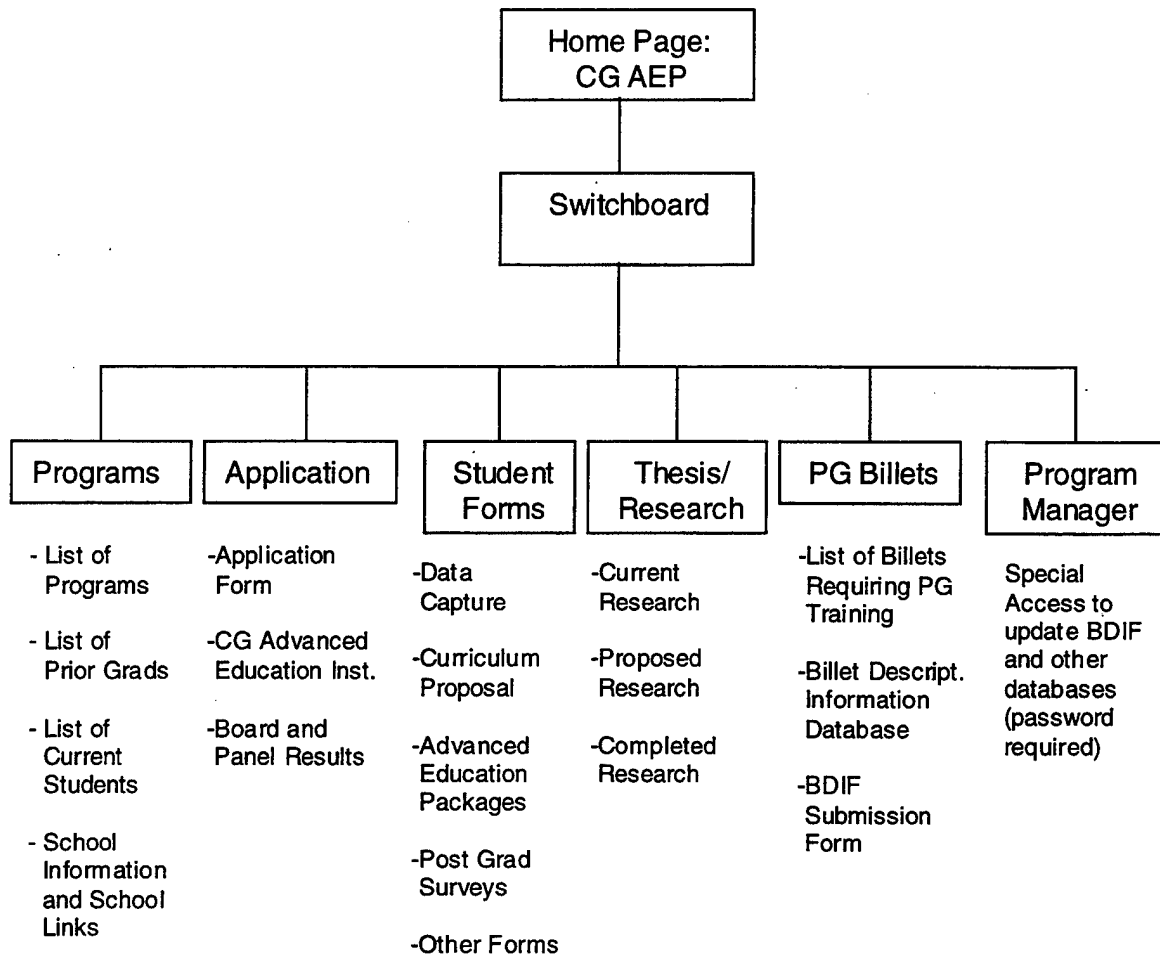 Home Page:
CG AEP
Switchboard
Programs
- List of
Programs
- List of
Prior Grads
- List of
Current
Students
- School
Information
and School
Links
Application
-Application
Form
-CG Advanced
Education Inst.
-Board and
Panel Results
Student
Forms
-Data
Capture
-Curriculum
Proposal
-Advanced
Education
Packages
-Post Grad
Surveys
-Other Forms
Thesis/
Research
-Current
Research
-Proposed
Research
-Completed
Research
PG Billets
-List of Billets
Requiring PG
Training
-Billet Descript.
Information
Database
-BDIF
Submission
Form
Program
Manager
Special
Access to
update BDIF
and other
databases
(password
required)